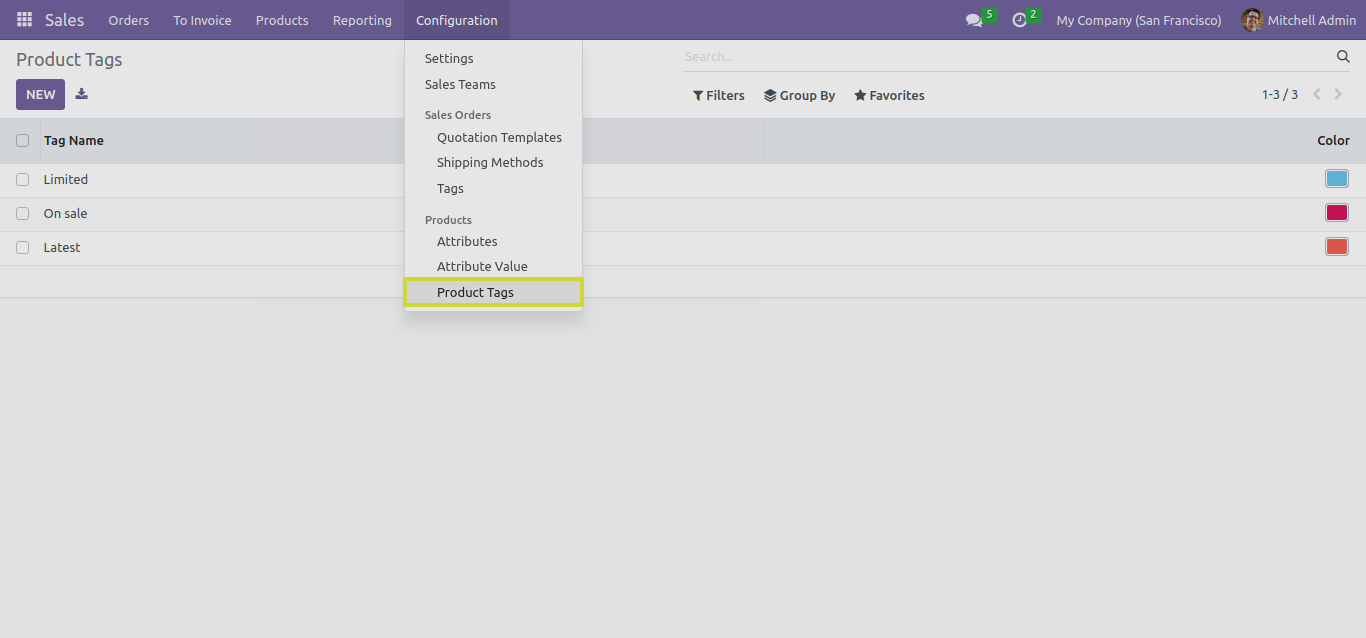 Sales Orders To Invoice Products Reporting Configuration 5 2 My Company (San Francisco) Mitchell Admin
Product Tags
Search...
NEW
Filters Group By Favorites
1-3 / 3
Settings
Sales Teams
Sales Orders
Quotation Templates
Shipping Methods
Tags
Products
Attributes
Attribute Value
Product Tags
Tag Name Color
Limited
On sale
Latest